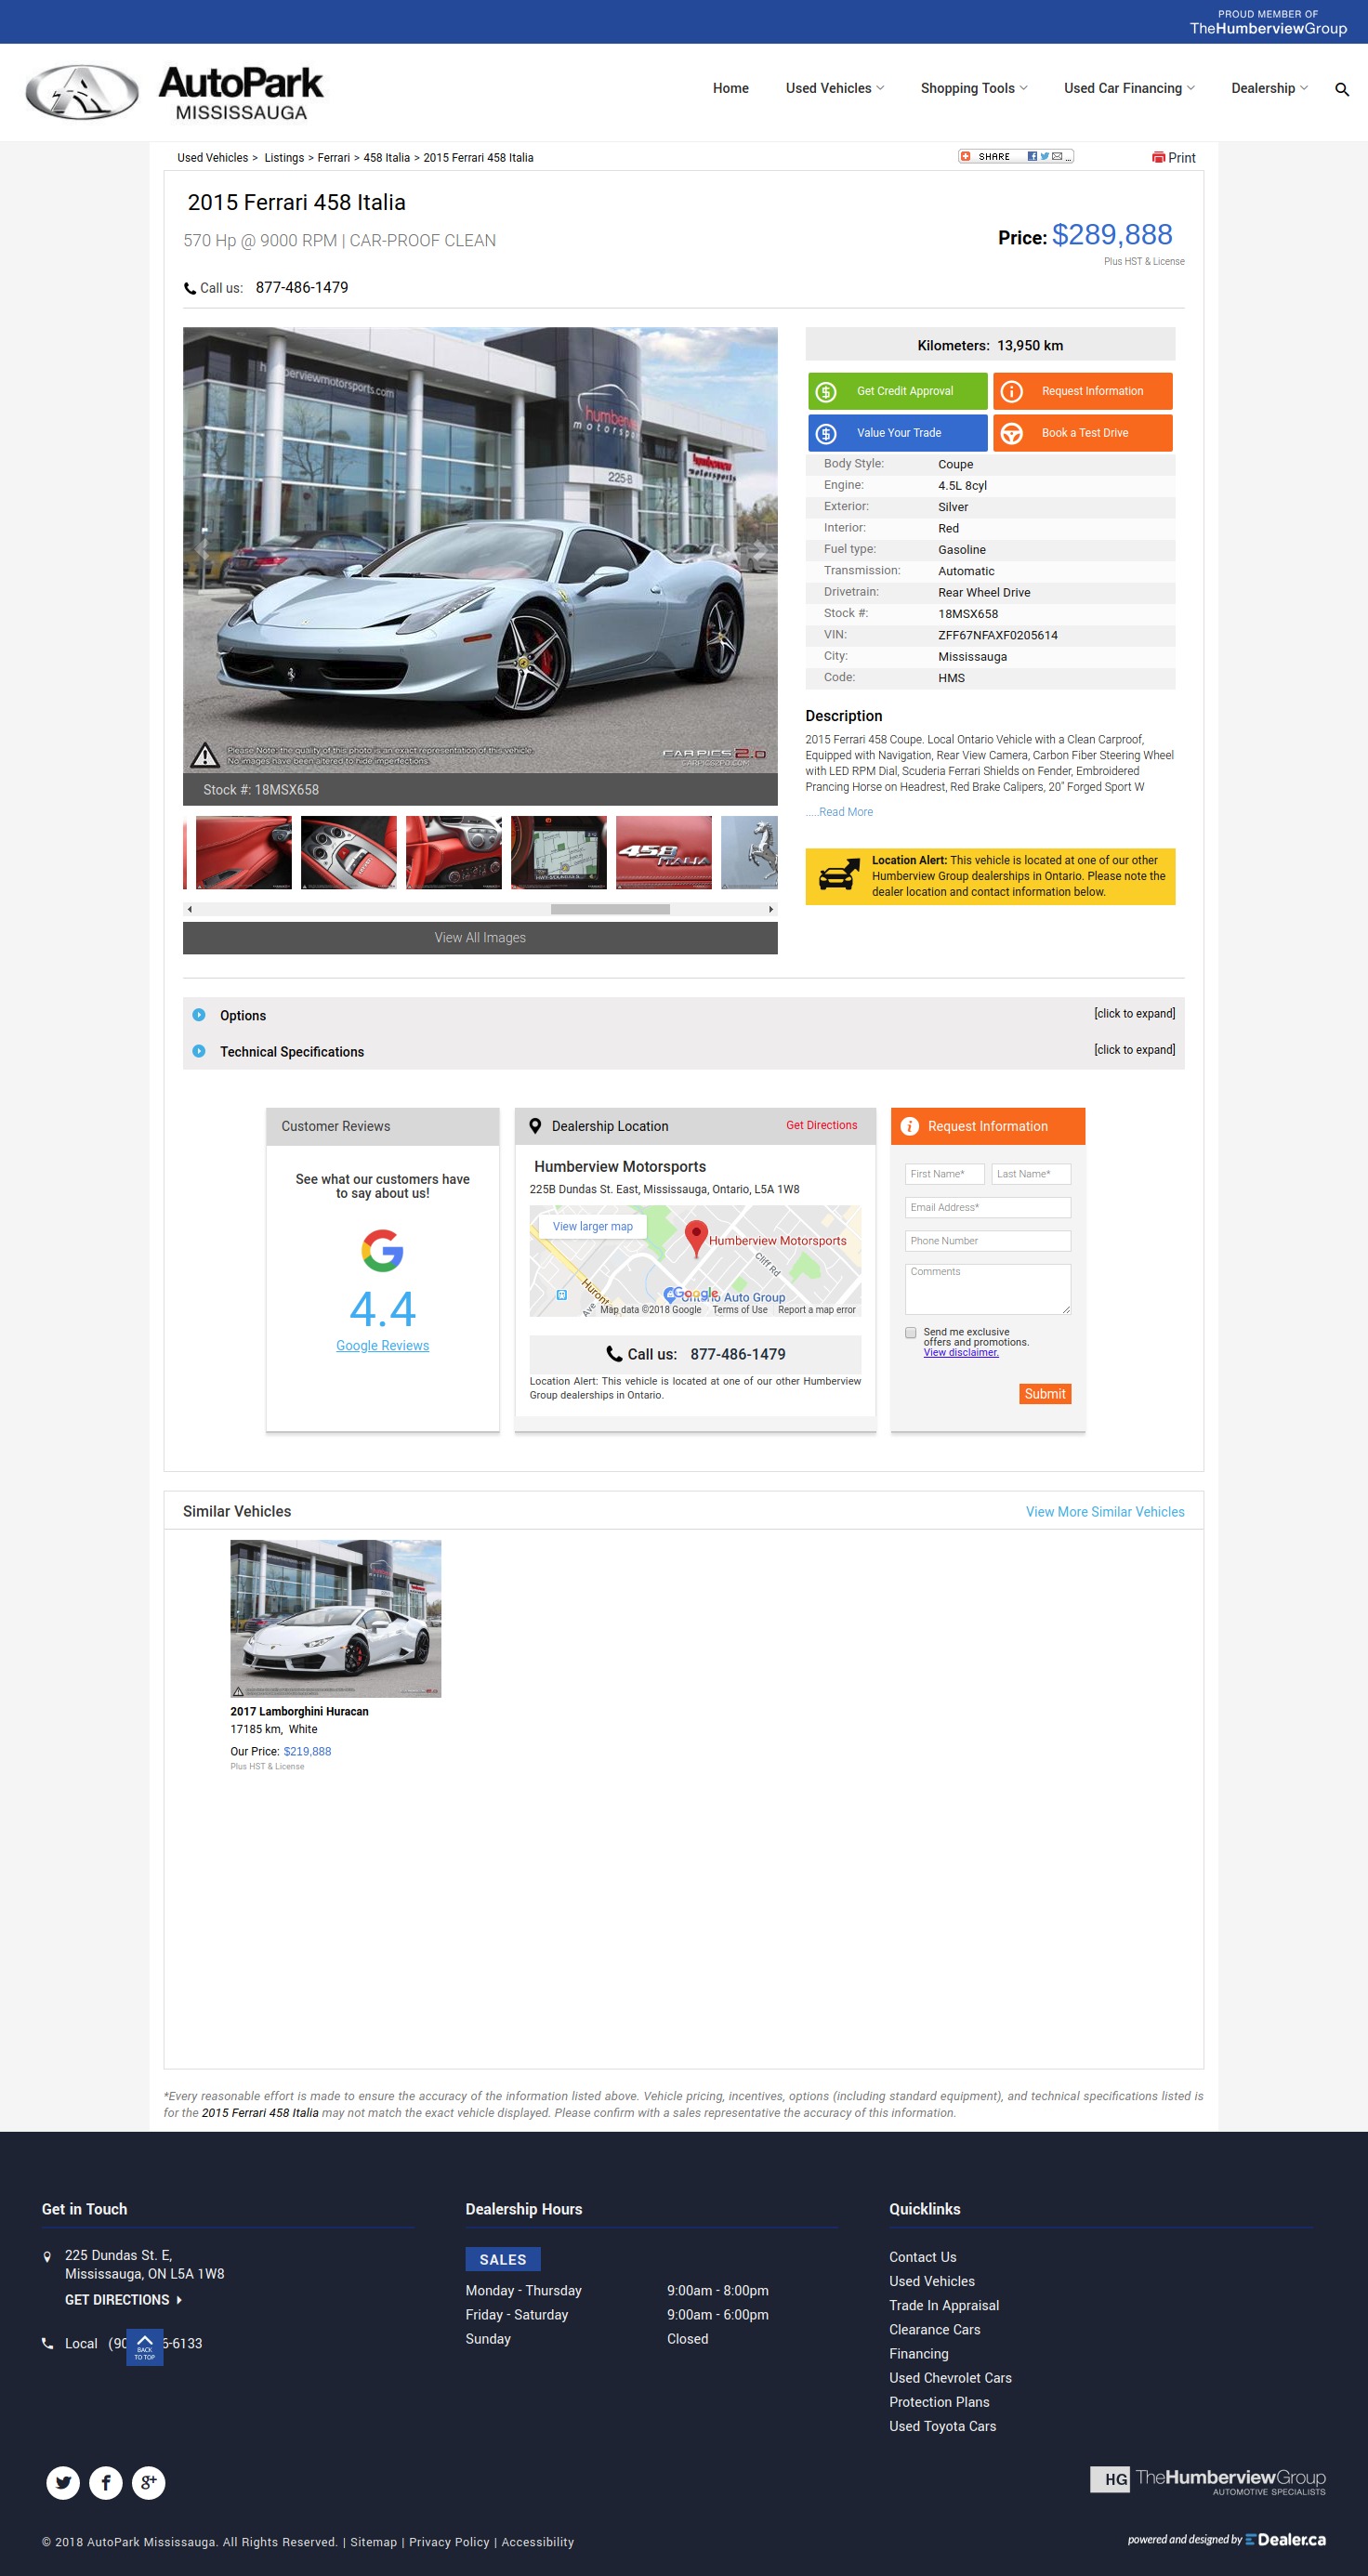 PROUD MEMBER OF
TheHumberviewGroup
AutoPark
MISSISSAUGA
Home
Used Vehicles
Shopping Tools
Used Car Financing
Dealership
Used Vehicles > Listings > Ferrari > 458 Italia > 2015 Ferrari 458 Italia
SHARE
Print
2015 Ferrari 458 Italia
570 Hp @ 9000 RPM | CAR-PROOF CLEAN
Price: $289,888
Plus HST & License
Call us: 877-486-1479
humberviewmotorsports.com
225-B
Please Note: the quality of this photo is an exact representation of this vehicle.
No images have been altered to hide imperfections.
CARPICS2.0
CARPICS2PO.COM
Stock #: 18MSX658
458
ITALIA
View All Images
Kilometers: 13,950 km
Get Credit Approval
Request Information
Value Your Trade
Book a Test Drive
Body Style: Coupe
Engine: 4.5L 8cyl
Exterior: Silver
Interior: Red
Fuel type: Gasoline
Transmission: Automatic
Drivetrain: Rear Wheel Drive
Stock #: 18MSX658
VIN: ZFF67NFAXF0205614
City: Mississauga
Code: HMS
Description
2015 Ferrari 458 Coupe. Local Ontario Vehicle with a Clean Carproof,
Equipped with Navigation, Rear View Camera, Carbon Fiber Steering Wheel
with LED RPM Dial, Scuderia Ferrari Shields on Fender, Embroidered
Prancing Horse on Headrest, Red Brake Calipers, 20" Forged Sport W
.....Read More
Location Alert: This vehicle is located at one of our other
Humberview Group dealerships in Ontario. Please note the
dealer location and contact information below.
Options
[click to expand]
Technical Specifications
[click to expand]
Customer Reviews
See what our customers have
to say about us!
4.4
Google Reviews
Dealership Location
Get Directions
Humberview Motorsports
225B Dundas St. East, Mississauga, Ontario, L5A 1W8
View larger map
Humberview Motorsports
Cliff Rd
Huront
Ave
Google
Ontario Auto Group
Map data ©2018 Google
Terms of Use
Report a map error
Call us: 877-486-1479
Location Alert: This vehicle is located at one of our other Humberview
Group dealerships in Ontario.
Request Information
First Name*
Last Name*
Email Address*
Phone Number
Comments
Send me exclusive
offers and promotions.
View disclaimer.
Submit
Similar Vehicles
View More Similar Vehicles
2017 Lamborghini Huracan
17185 km, White
Our Price: $219,888
Plus HST & License
*Every reasonable effort is made to ensure the accuracy of the information listed above. Vehicle pricing, incentives, options (including standard equipment), and technical specifications listed is
for the 2015 Ferrari 458 Italia may not match the exact vehicle displayed. Please confirm with a sales representative the accuracy of this information.
Get in Touch
225 Dundas St. E,
Mississauga, ON L5A 1W8
GET DIRECTIONS
Local (90 6-6133
BACK
TO TOP
Dealership Hours
SALES
Monday - Thursday 9:00am - 8:00pm
Friday - Saturday 9:00am - 6:00pm
Sunday Closed
Quicklinks
Contact Us
Used Vehicles
Trade In Appraisal
Clearance Cars
Financing
Used Chevrolet Cars
Protection Plans
Used Toyota Cars
HG TheHumberviewGroup
AUTOMOTIVE SPECIALISTS
© 2018 AutoPark Mississauga. All Rights Reserved. | Sitemap | Privacy Policy | Accessibility
powered and designed by EDealer.ca